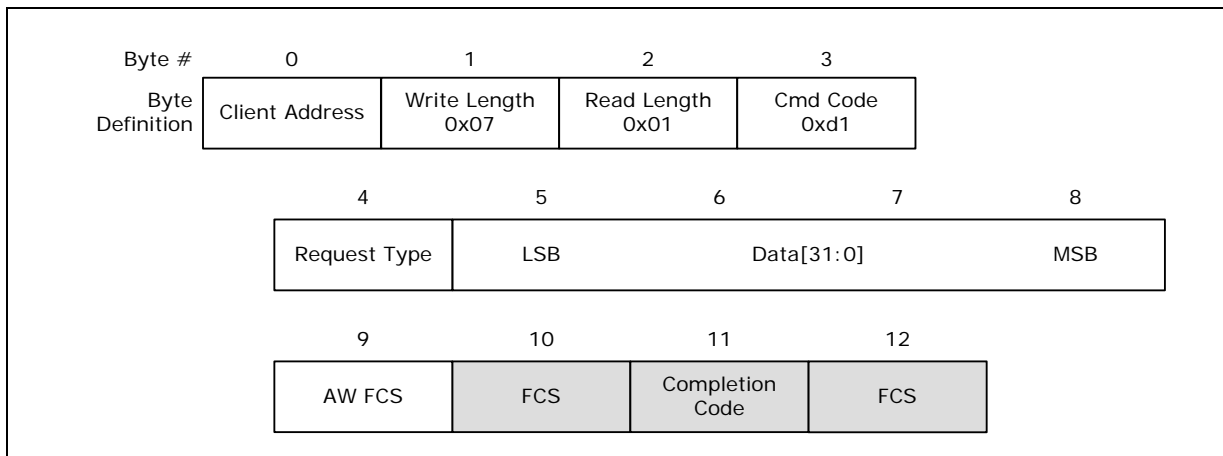 Byte # 0 1 2 3
Byte Definition
Client Address
Write Length
0x07
Read Length
0x01
Cmd Code
0xd1
4 5 6 7 8
Request Type LSB Data[31:0] MSB
9 10 11 12
AW FCS
FCS
Completion
Code
FCS